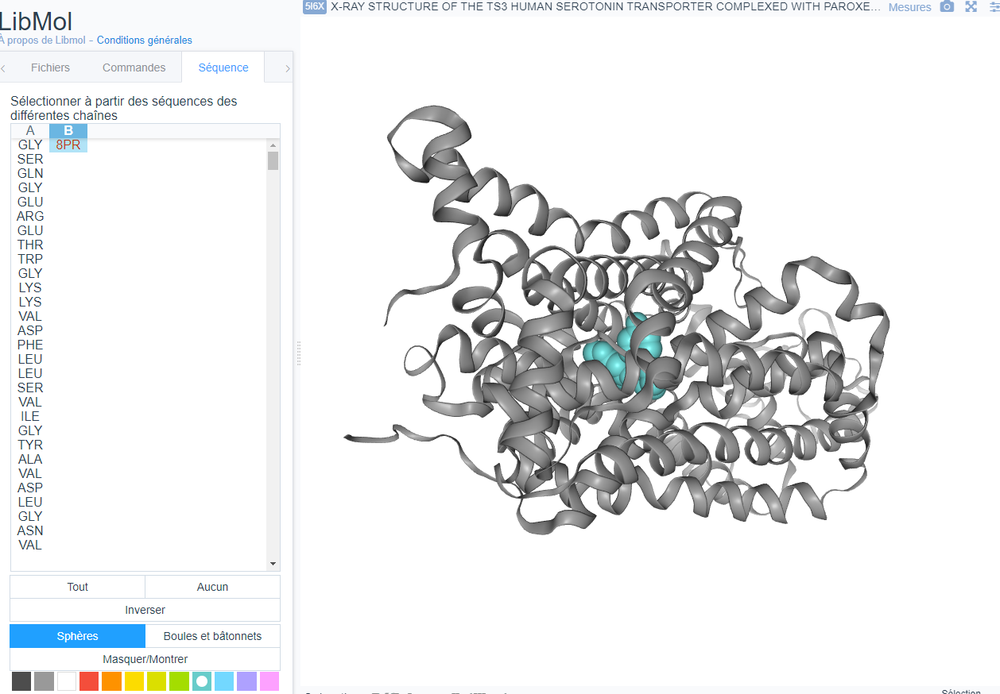 5I6X X-RAY STRUCTURE OF THE TS3 HUMAN SEROTONIN TRANSPORTER COMPLEXED WITH PAROXE... Mesures
LibMol
À propos de Libmol - Conditions générales
Fichiers Commandes Séquence
Sélectionner à partir des séquences des
différentes chaînes
A B
GLY 8PR
SER
GLN
GLY
GLU
ARG
GLU
THR
TRP
GLY
LYS
LYS
VAL
ASP
PHE
LEU
LEU
SER
VAL
ILE
GLY
TYR
ALA
VAL
ASP
LEU
GLY
ASN
VAL
Tout Aucun
Inverser
Sphères Boules et bâtonnets
Masquer/Montrer
Sélection